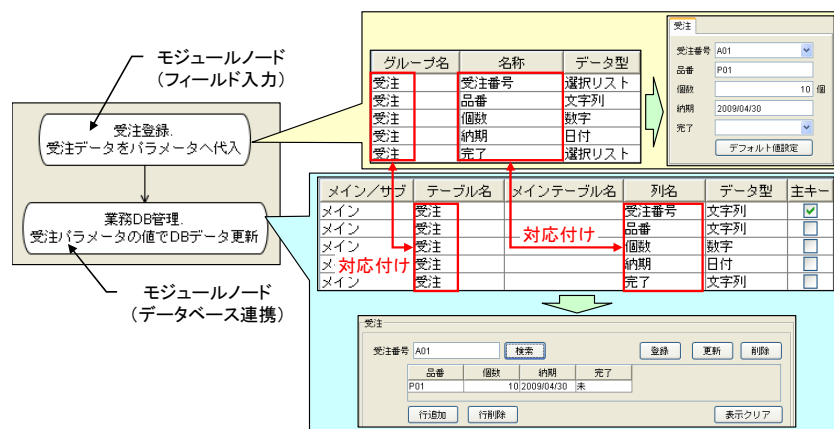 モジュールノード
(フィールド入力)
受注登録.
受注データをパラメータへ代入
業務DB管理.
受注パラメータの値でDBデータ更新
モジュールノード
(データベース連携)
グループ名 名称 データ型
受注 受注番号 選択リスト
受注 品番 文字列
受注 個数 数字
受注 納期 日付
受注 完了 選択リスト
受注
受注番号 A01
品番 P01
個数 10 個
納期 2009/04/30
完了
デフォルト値設定
メイン/サブ テーブル名 メインテーブル名 列名 データ型 主キー
メイン 受注 受注番号 文字列
メイン 受注 品番 文字列
メイン 受注 個数 数字
メ 受注 納期 日付
メイン 受注 完了 文字列
対応付け
対応付け
受注
受注番号 A01 検索 登録 更新 削除
品番 個数 納期 完了
P01 10 2009/04/30 未
行追加 行削除 表示クリア